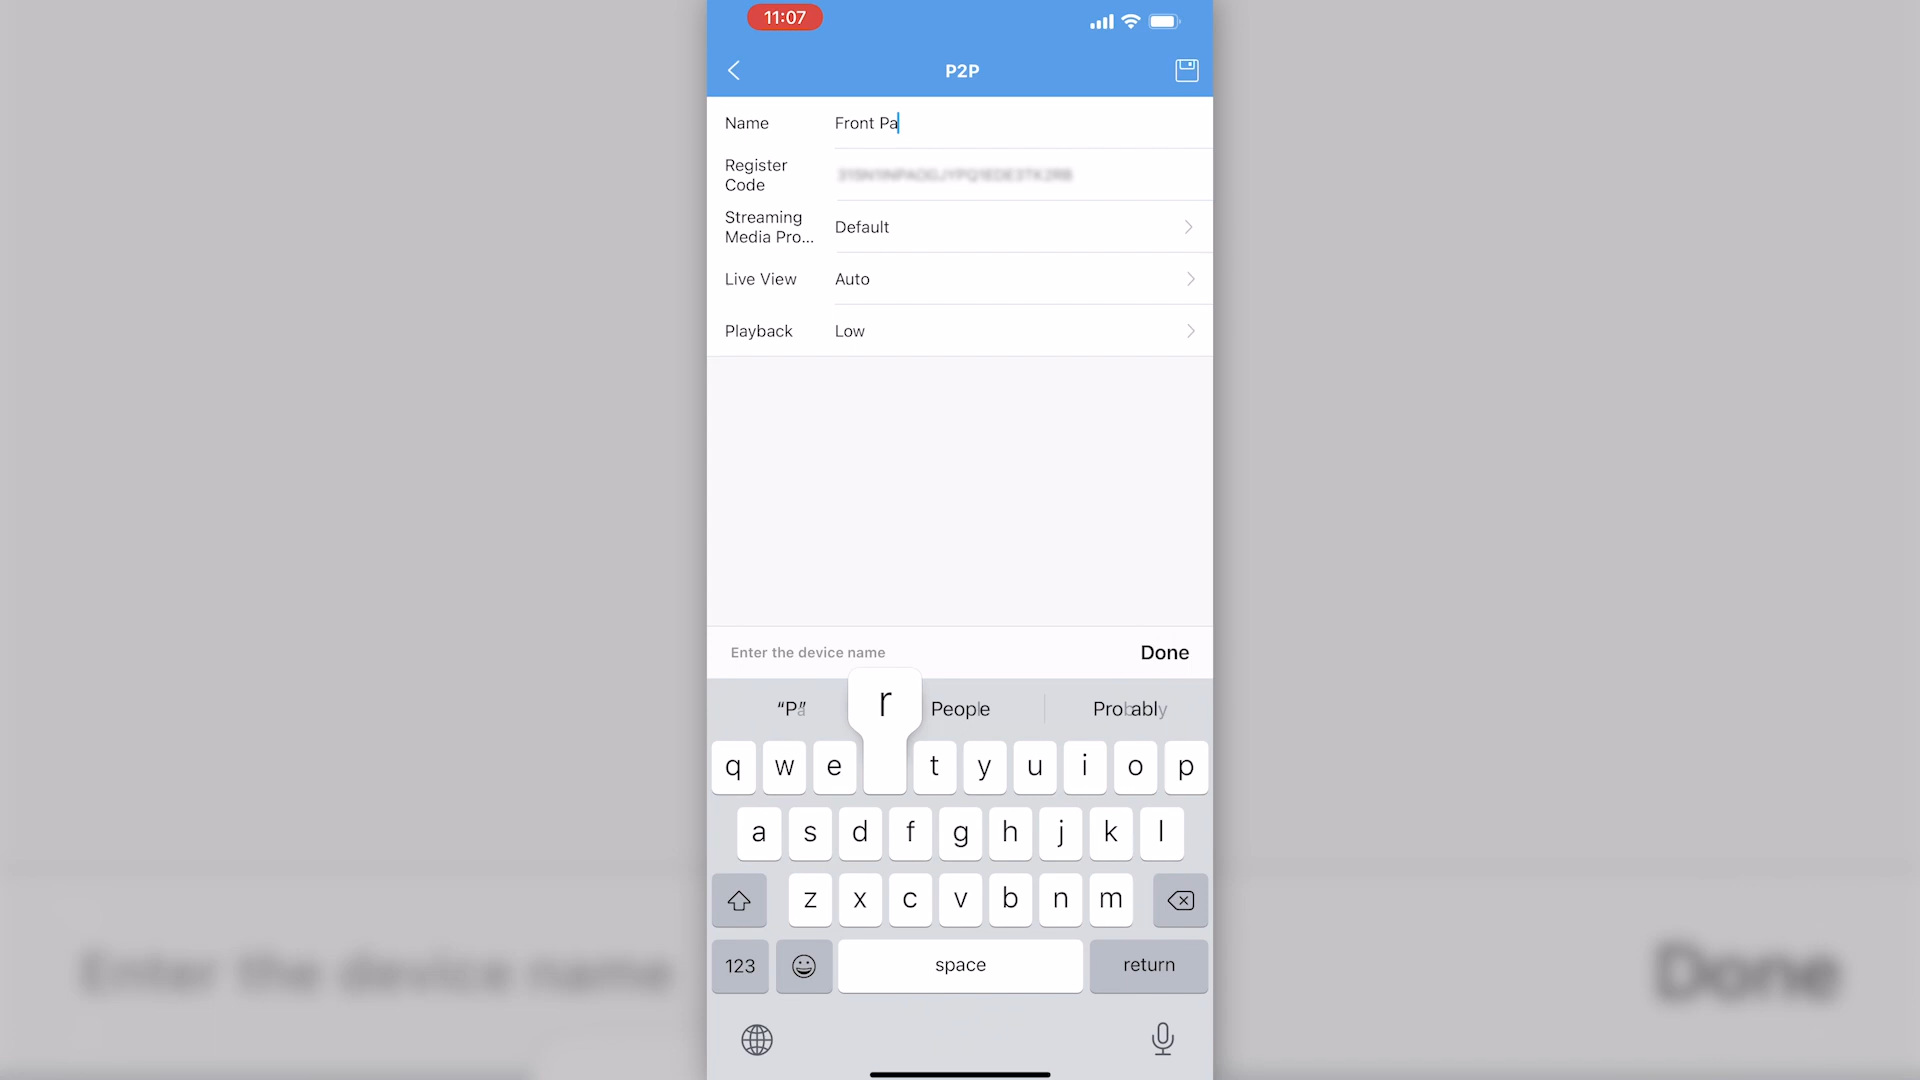 11:07
P2P
Name
Front Pa
Register
Code
Streaming
Media Pro...
Default
Live View
Auto
Playback
Low
Enter the device name
Done
r
People
q w e t y u i o p
a s d f g h j k l
z x c v b n m
123
space
return
Enter the device name
Done